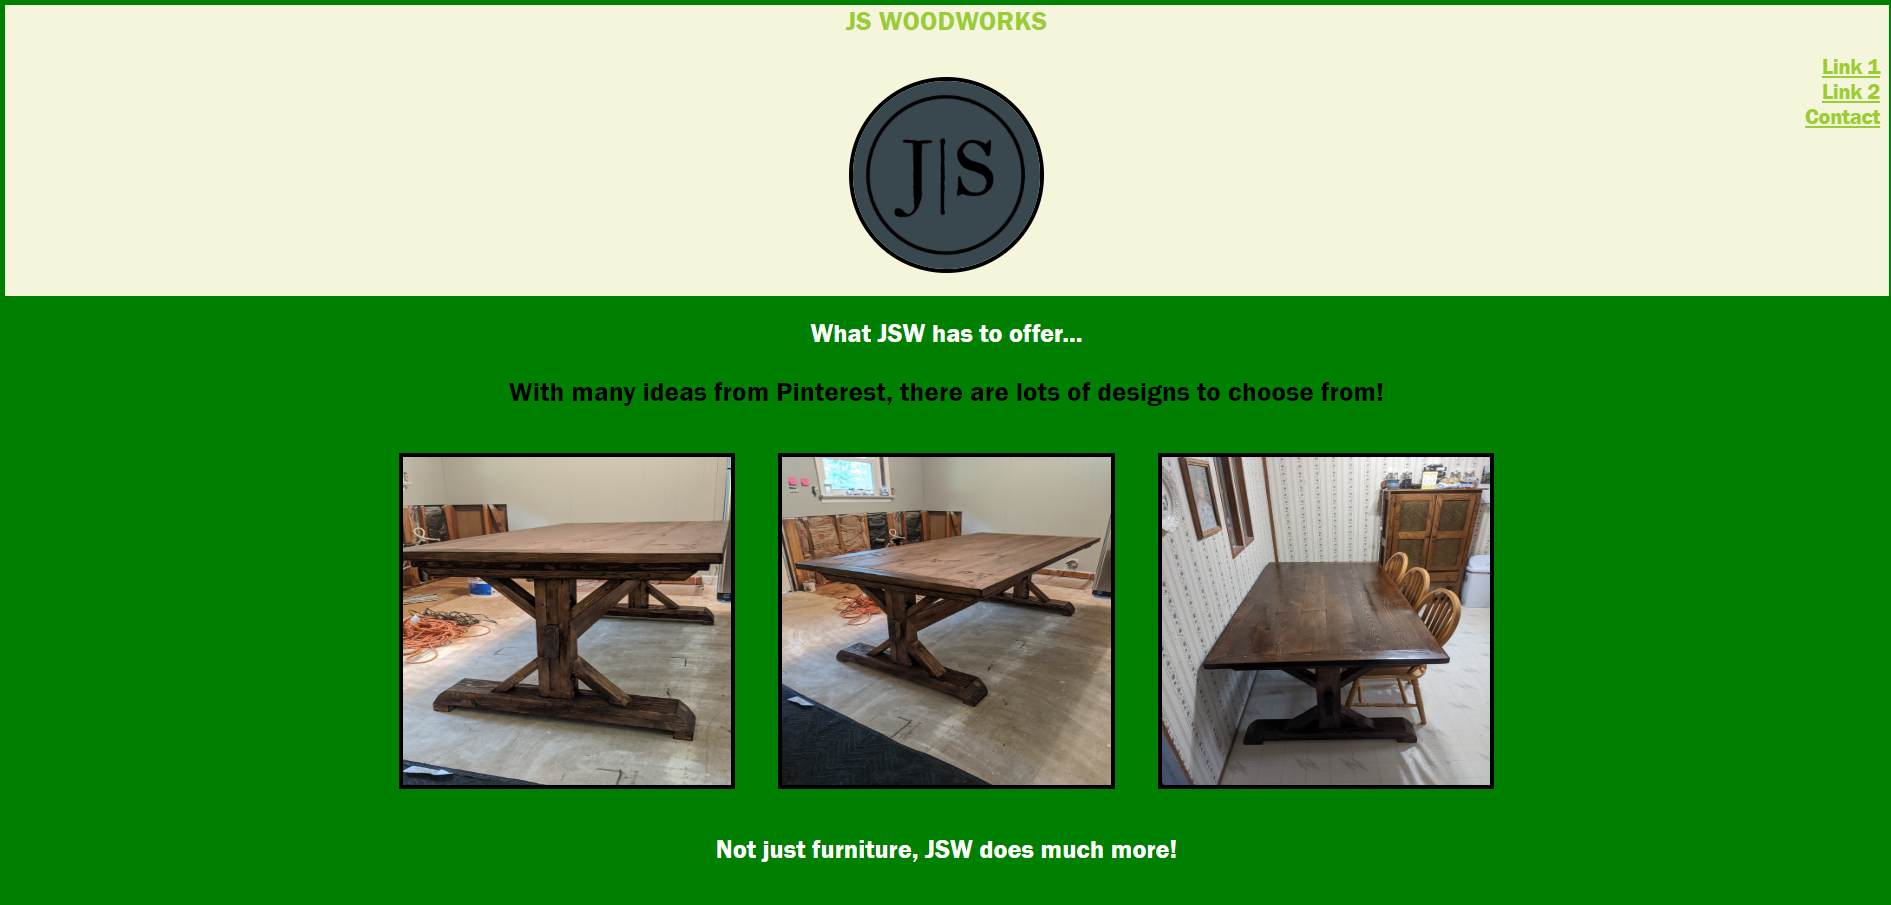 JS WOODWORKS
Link 1
Link 2
Contact
J|S
What JSW has to offer...
With many ideas from Pinterest, there are lots of designs to choose from!
Not just furniture, JSW does much more!